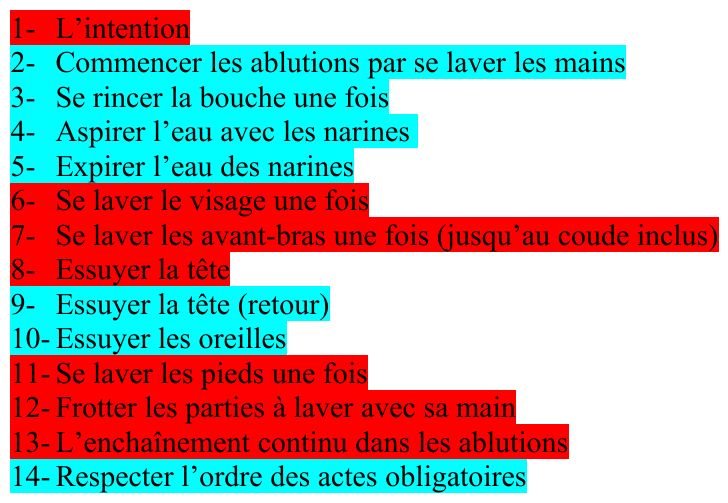 1- L’intention
2- Commencer les ablutions par se laver les mains
3- Se rincer la bouche une fois
4- Aspirer l’eau avec les narines
5- Expirer l’eau des narines
6- Se laver le visage une fois
7- Se laver les avant-bras une fois (jusqu’au coude inclus)
8- Essuyer la tête
9- Essuyer la tête (retour)
10- Essuyer les oreilles
11- Se laver les pieds une fois
12- Frotter les parties à laver avec sa main
13- L’enchaînement continu dans les ablutions
14- Respecter l’ordre des actes obligatoires